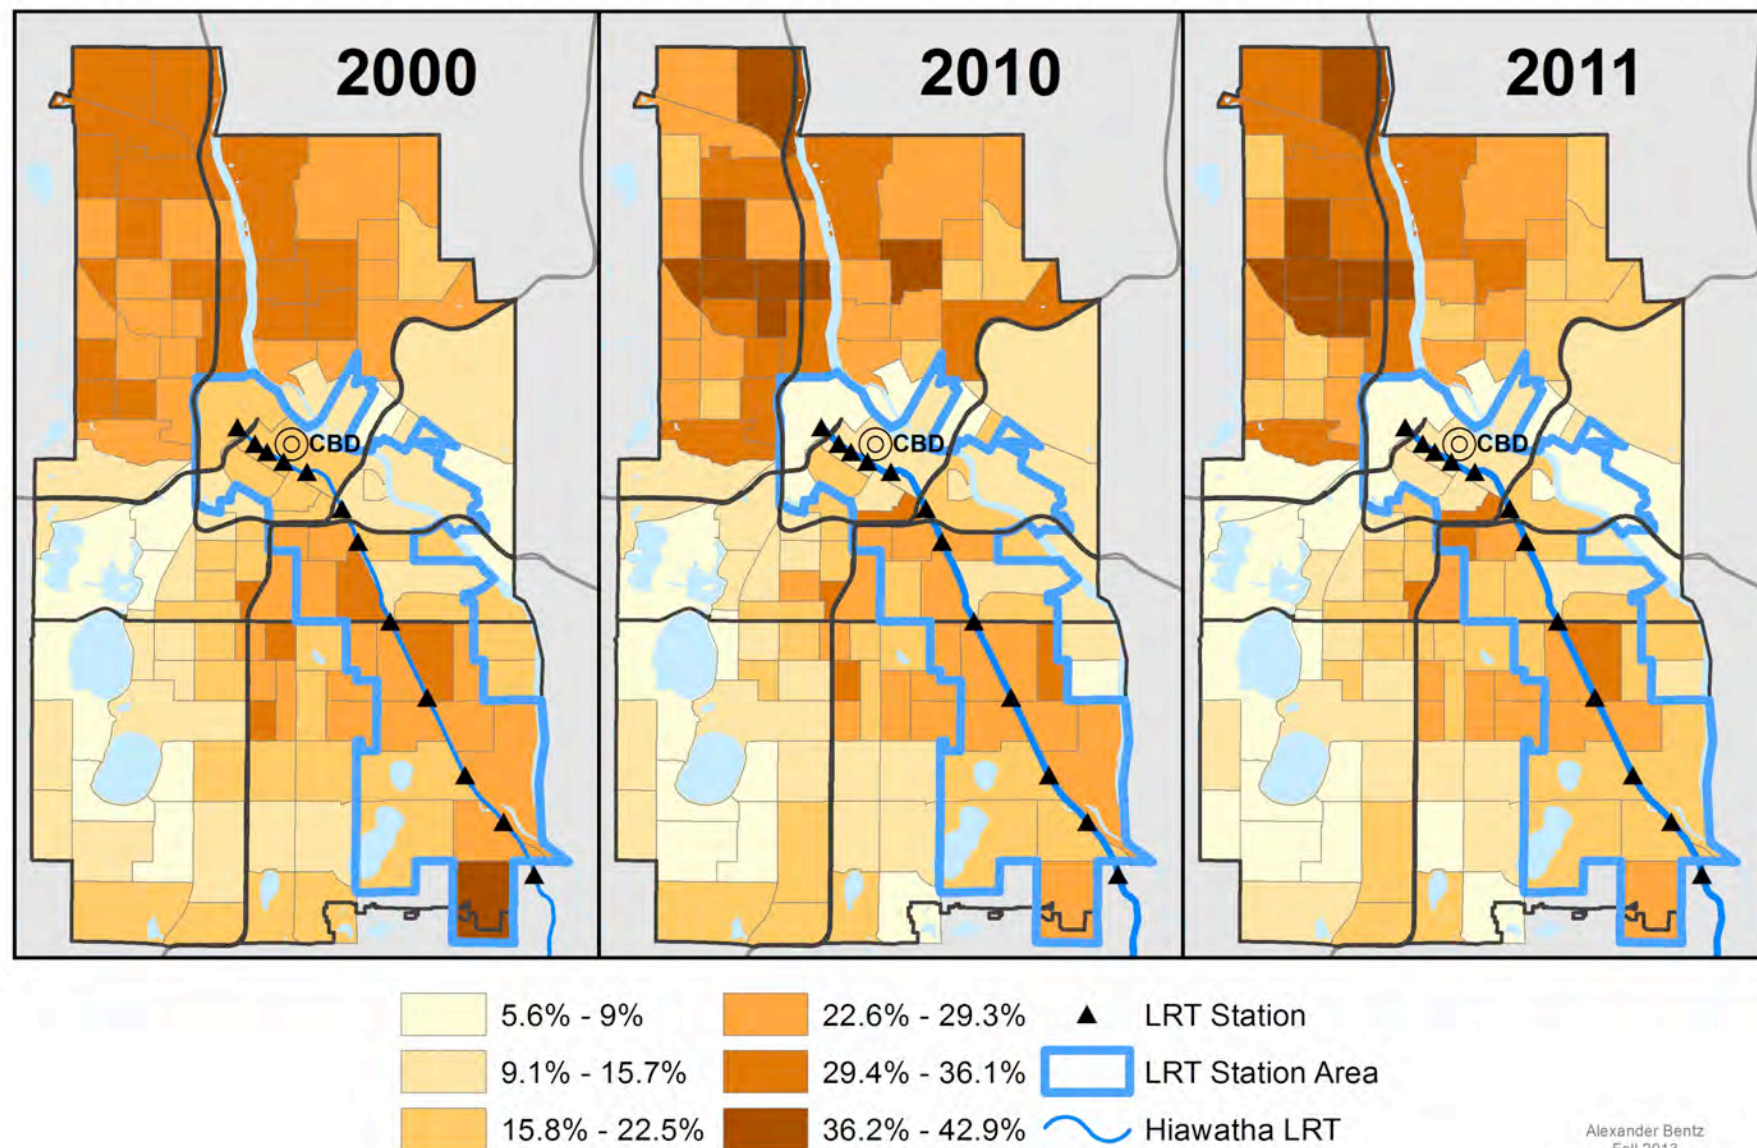 2000
2010
2011
CBD
CBD
CBD
5.6% - 9%
22.6% - 29.3%
LRT Station
9.1% - 15.7%
29.4% - 36.1%
LRT Station Area
15.8% - 22.5%
36.2% - 42.9%
Hiawatha LRT
Alexander Bentz
Fall 2013